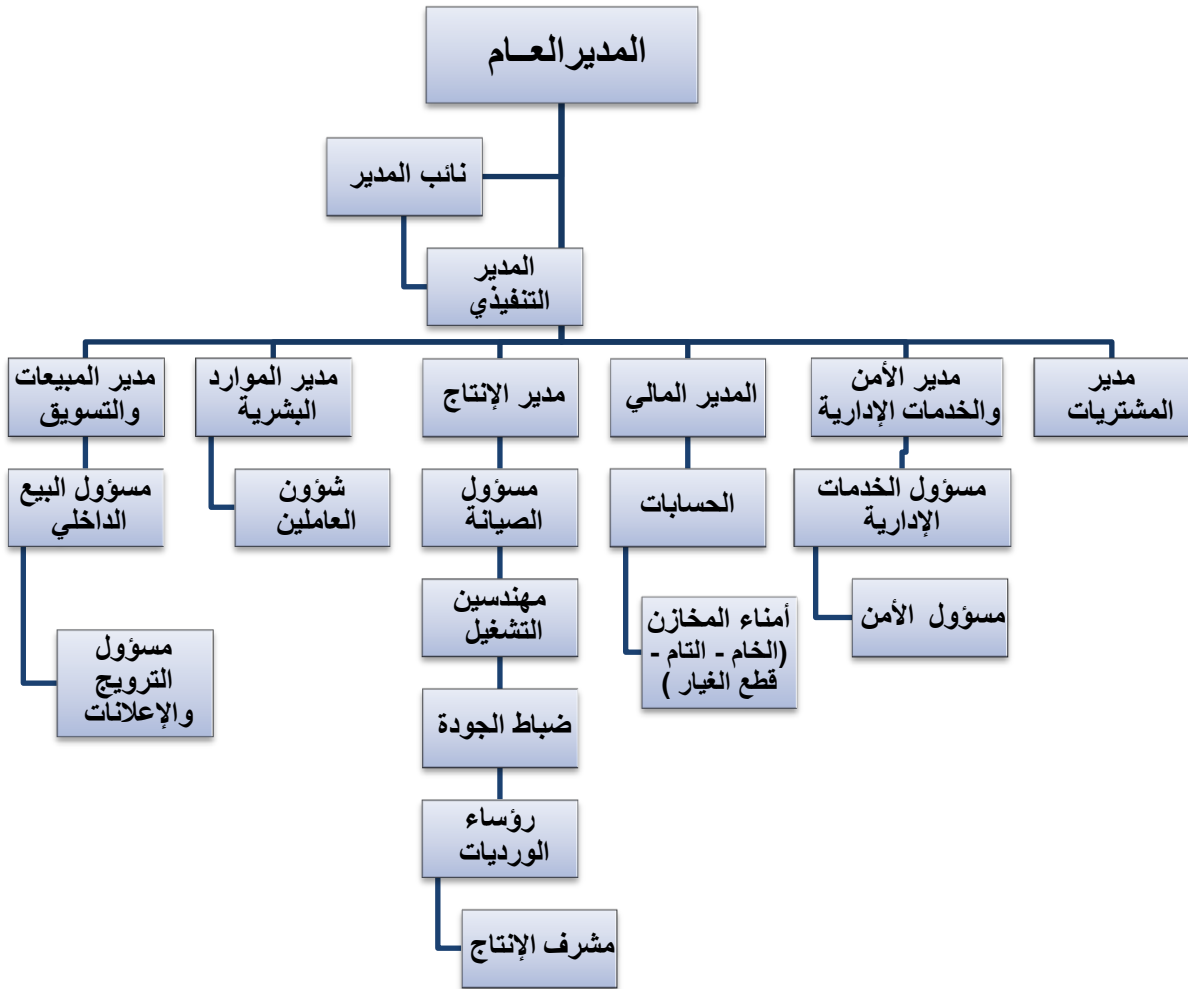 المدير العــام
نائب المدير
المدير
التنفيذي
مدير
المشتريات
مدير الأمن
والخدمات الإدارية
المدير المالي
مدير الإنتاج
مدير الموارد
البشرية
مدير المبيعات
والتسويق
مسؤول الخدمات
الإدارية
الحسابات
مسؤول
الصيانة
شؤون
العاملين
مسؤول البيع
الداخلي
مسؤول الأمن
أمناء المخازن
(الخام - التام -
قطع الغيار )
مهندسين
التشغيل
مسؤول
الترويج
والإعلانات
ضباط الجودة
رؤساء
الورديات
مشرف الإنتاج